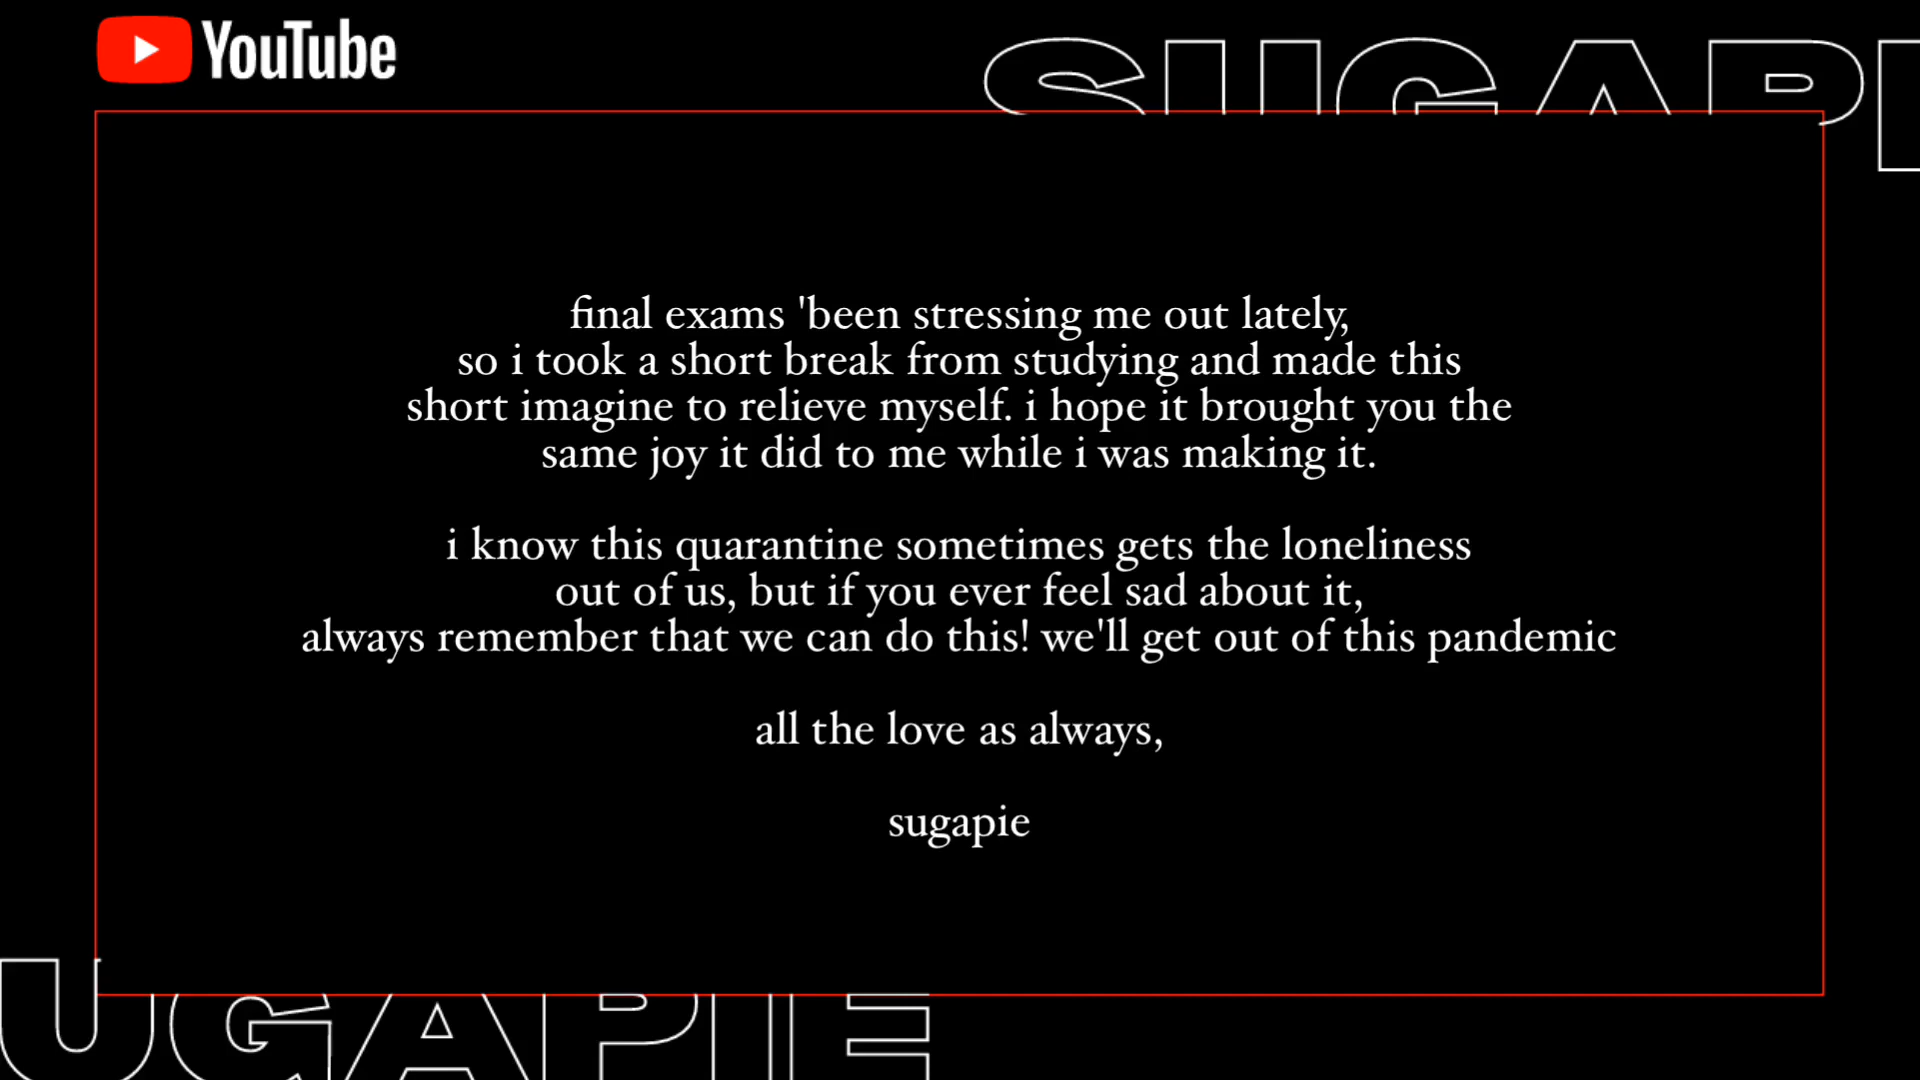 YouTube
SUGAPI
final exams 'been stressing me out lately,
so i took a short break from studying and made this
short imagine to relieve myself. i hope it brought you the
same joy it did to me while i was making it.
i know this quarantine sometimes gets the loneliness
out of us, but if you ever feel sad about it,
always remember that we can do this! we'll get out of this pandemic
all the love as always,
sugapie
UGAPIE